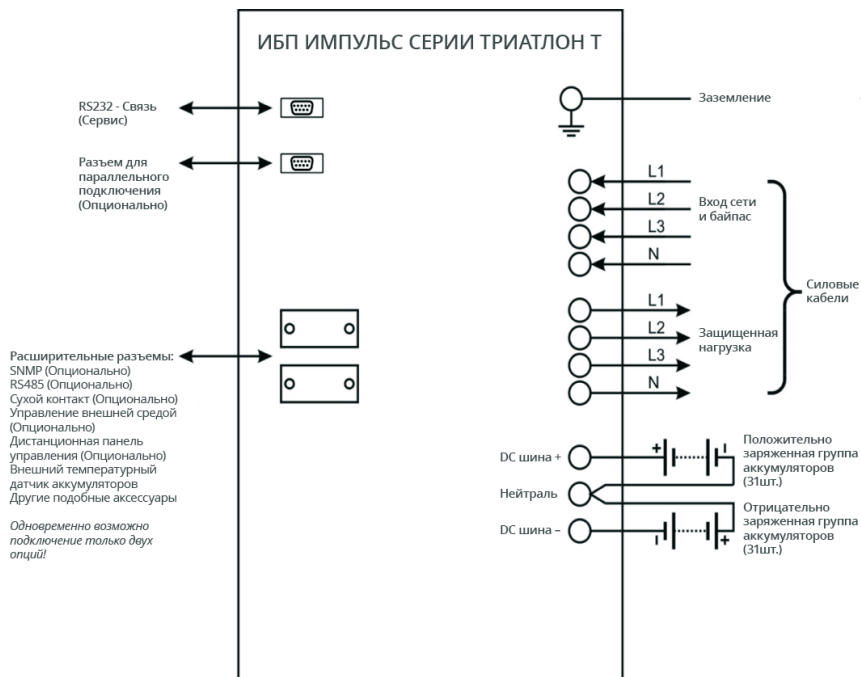 ИБП ИМПУЛЬС СЕРИИ ТРИАТЛОН Т
RS232 - Связь
(Сервис)
Разъем для
параллельного
подключения
(Опционально)
Расширительные разъемы:
SNMP (Опционально)
RS485 (Опционально)
Сухой контакт (Опционально)
Управление внешней средой
(Опционально)
Дистанционная панель
управления (Опционально)
Внешний температурный
датчик аккумуляторов
Другие подобные аксессуары
Одновременно возможно
подключение только двух
опций!
Заземление
L1
L2
L3
N
Вход сети
и байпас
L1
L2
L3
N
Защищенная
нагрузка
Силовые
кабели
DC шина +
Нейтраль
DC шина –
+
–
Положительно
заряженная группа
аккумуляторов
(31шт.)
–
+
Отрицательно
заряженная группа
аккумуляторов
(31шт.)